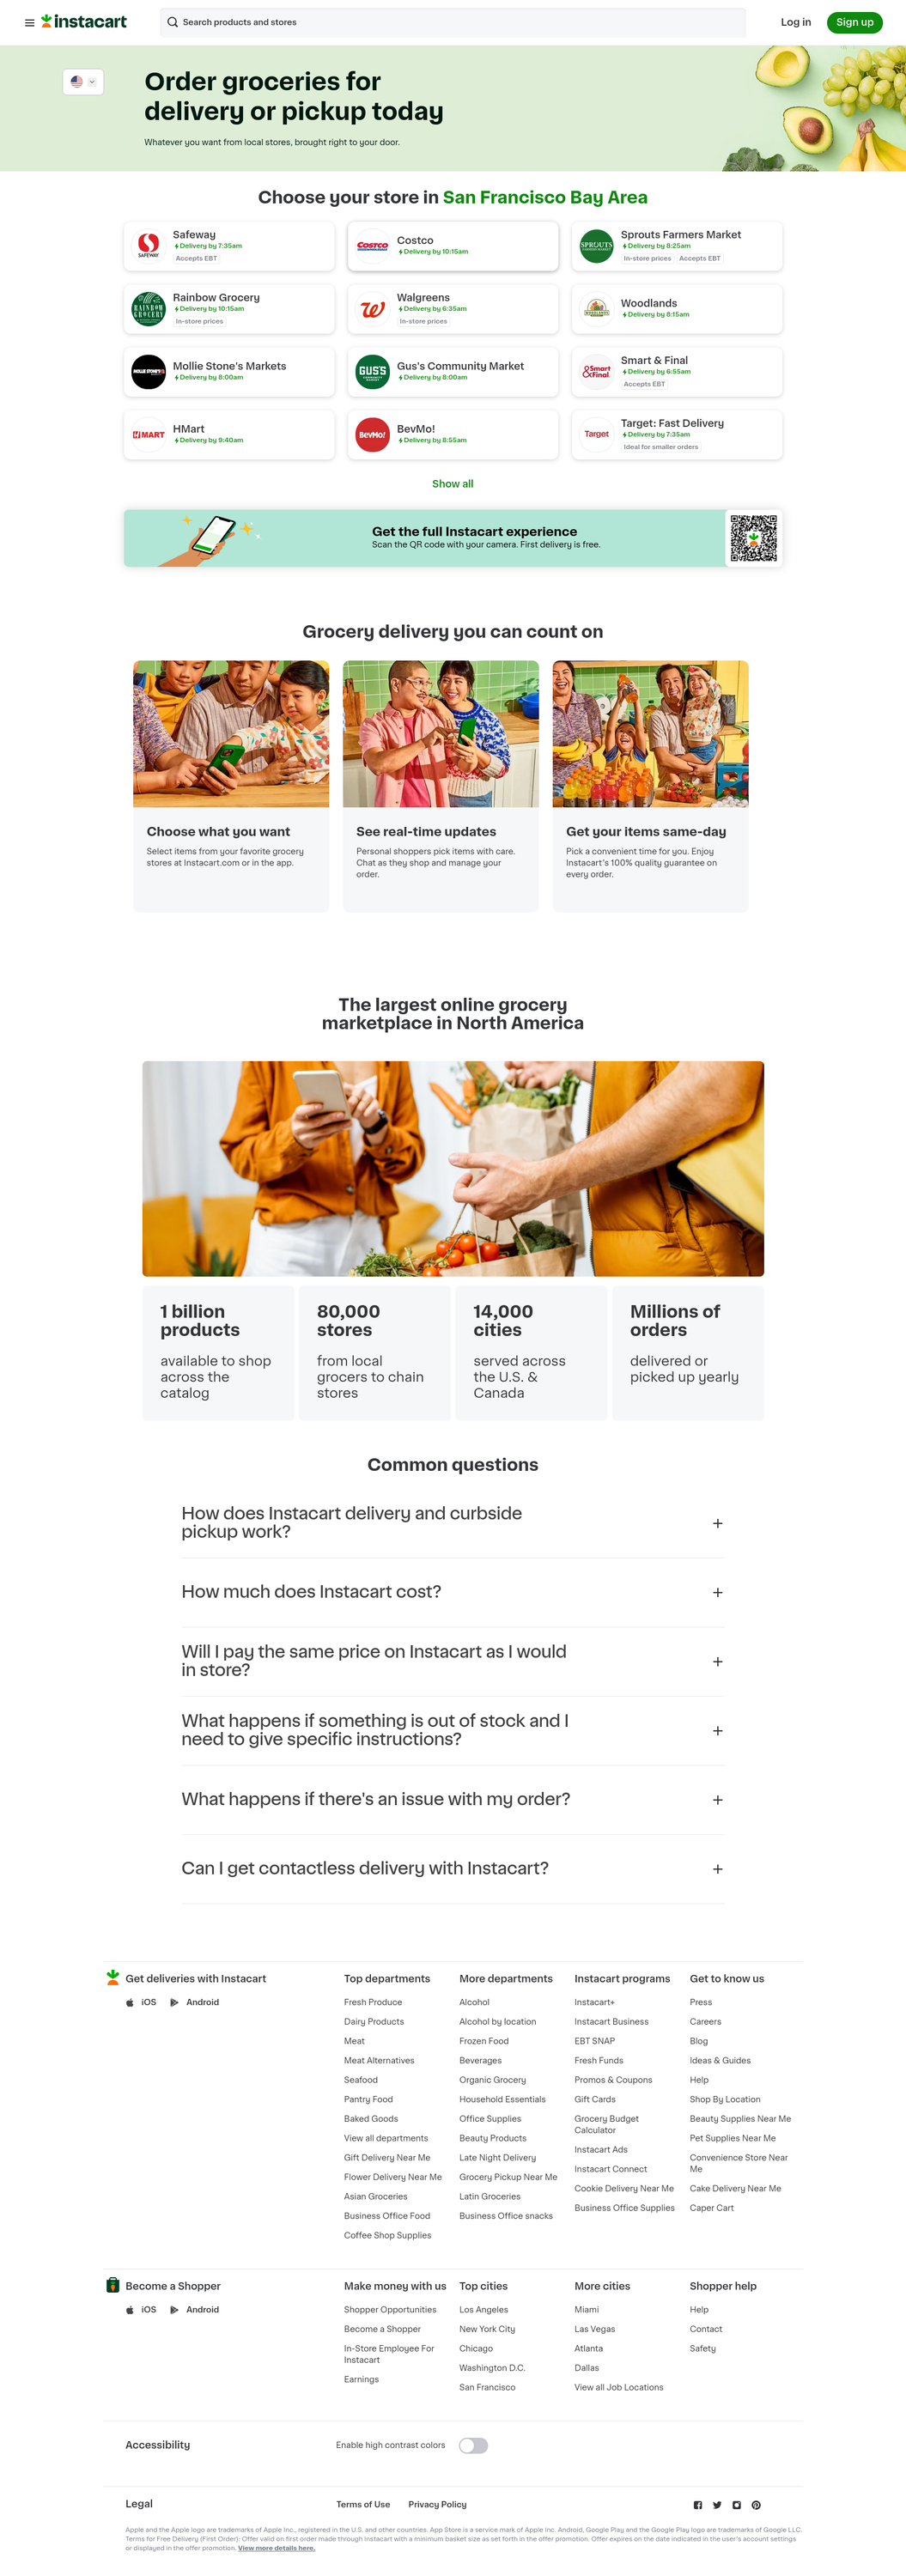 instacart
Search products and stores
Log in
Sign up
Order groceries for
delivery or pickup today
Whatever you want from local stores, brought right to your door.
Choose your store in San Francisco Bay Area
SAFEWAY
Safeway
Delivery by 7:35am
Accepts EBT
COSTCO
Costco
Delivery by 10:15am
SPROUTS
FARMERS MARKET
Sprouts Farmers Market
Delivery by 8:25am
In-store prices
Accepts EBT
RAINBOW
GROCERY
Rainbow Grocery
Delivery by 10:15am
In-store prices
Walgreens
Delivery by 6:35am
In-store prices
Woodlands
Delivery by 8:15am
MOLLIE STONE'S
Mollie Stone's Markets
Delivery by 8:00am
GUS'S
COMMUNITY
MARKET
Gus's Community Market
Delivery by 8:00am
Smart
&Final.
Smart & Final
Delivery by 6:55am
Accepts EBT
H MART
HMart
Delivery by 9:40am
BevMo!
BevMo!
Delivery by 8:55am
Target
Target: Fast Delivery
Delivery by 7:35am
Ideal for smaller orders
Show all
Get the full Instacart experience
Scan the QR code with your camera. First delivery is free.
Grocery delivery you can count on
Choose what you want
Select items from your favorite grocery
stores at Instacart.com or in the app.
See real-time updates
Personal shoppers pick items with care.
Chat as they shop and manage your
order.
Get your items same-day
Pick a convenient time for you. Enjoy
Instacart's 100% quality guarantee on
every order.
The largest online grocery
marketplace in North America
1 billion
products
available to shop
across the
catalog
80,000
stores
from local
grocers to chain
stores
14,000
cities
served across
the U.S. &
Canada
Millions of
orders
delivered or
picked up yearly
Common questions
How does Instacart delivery and curbside
pickup work?
How much does Instacart cost?
Will I pay the same price on Instacart as I would
in store?
What happens if something is out of stock and I
need to give specific instructions?
What happens if there's an issue with my order?
Can I get contactless delivery with Instacart?
Get deliveries with Instacart
iOS
Android
Top departments
Fresh Produce
Dairy Products
Meat
Meat Alternatives
Seafood
Pantry Food
Baked Goods
View all departments
Gift Delivery Near Me
Flower Delivery Near Me
Asian Groceries
Business Office Food
Coffee Shop Supplies
More departments
Alcohol
Alcohol by location
Frozen Food
Beverages
Organic Grocery
Household Essentials
Office Supplies
Beauty Products
Late Night Delivery
Grocery Pickup Near Me
Latin Groceries
Business Office snacks
Instacart programs
Instacart+
Instacart Business
EBT SNAP
Fresh Funds
Promos & Coupons
Gift Cards
Grocery Budget
Calculator
Instacart Ads
Instacart Connect
Cookie Delivery Near Me
Business Office Supplies
Get to know us
Press
Careers
Blog
Ideas & Guides
Help
Shop By Location
Beauty Supplies Near Me
Pet Supplies Near Me
Convenience Store Near
Me
Cake Delivery Near Me
Caper Cart
Become a Shopper
iOS
Android
Make money with us
Shopper Opportunities
Become a Shopper
In-Store Employee For
Instacart
Earnings
Top cities
Los Angeles
New York City
Chicago
Washington D.C.
San Francisco
More cities
Miami
Las Vegas
Atlanta
Dallas
View all Job Locations
Shopper help
Help
Contact
Safety
Accessibility
Enable high contrast colors
Legal
Terms of Use
Privacy Policy
Apple and the Apple logo are trademarks of Apple Inc., registered in the U.S. and other countries. App Store is a service mark of Apple Inc. Android, Google Play and the Google Play logo are trademarks of Google LLC.
Terms for Free Delivery (First Order): Offer valid on first order made through Instacart with a minimum basket size as set forth in the offer promotion. Offer expires on the date indicated in the user's account settings
or displayed in the offer promotion. View more details here.